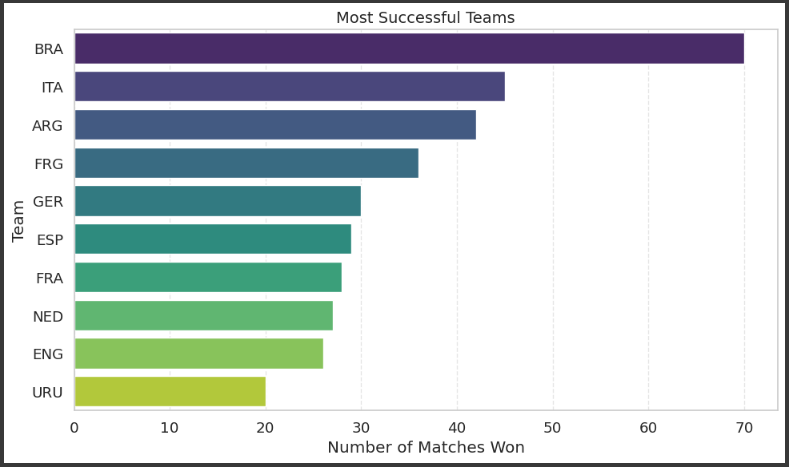 Most Successful Teams
BRA
ITA
ARG
FRG
GER
ESP
FRA
NED
ENG
URU
Team
0 10 20 30 40 50 60 70
Number of Matches Won